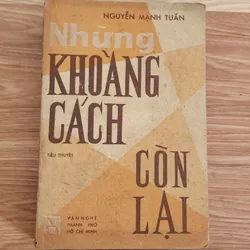 NGUYỄN MẠNH TUẤN
Những
KHOẢNG
CÁCH
TIỂU THUYẾT
CÒN
LẠI
VĂN NGHỆ
THÀNH PHỐ
HỒ CHÍ MINH